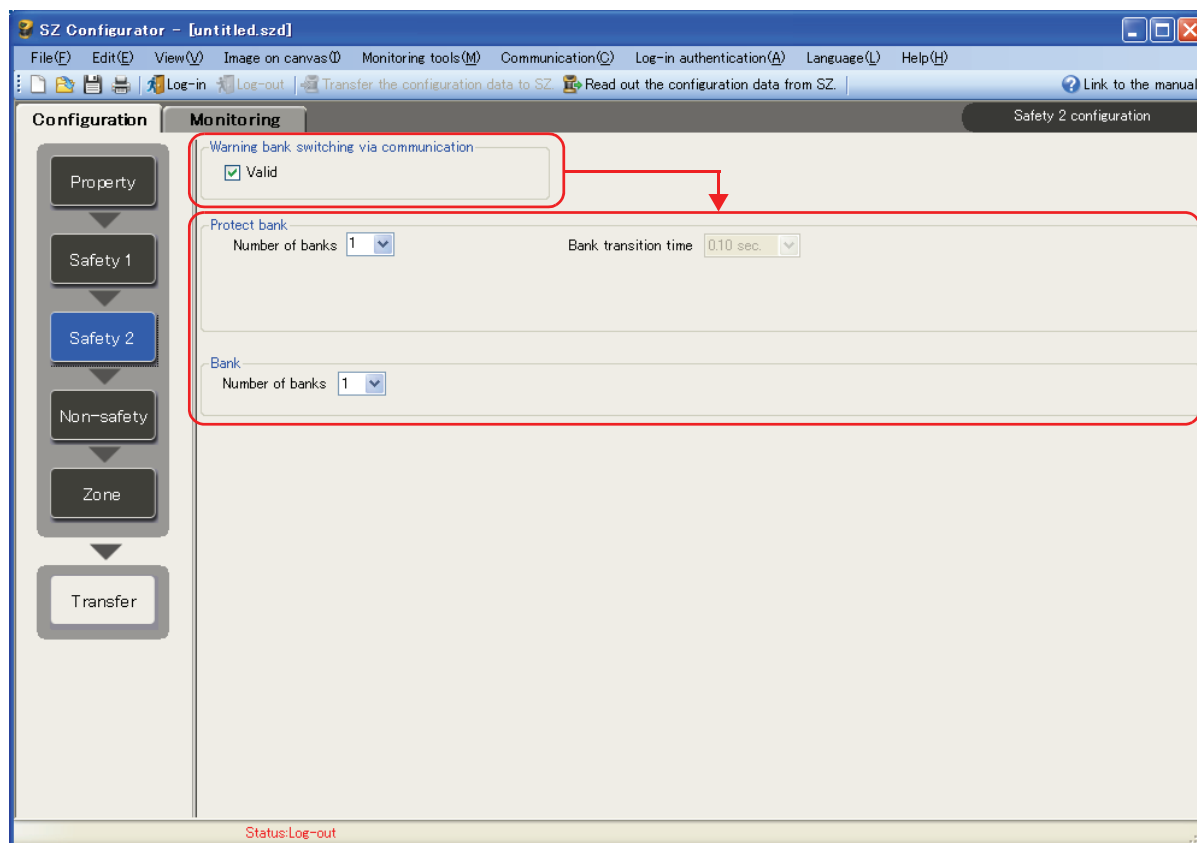 SZ Configurator - [untitled.szd]
File(F) Edit(E) View(V) Image on canvas(I) Monitoring tools(M) Communication(C) Log-in authentication(A) Language(L) Help(H)
Log-in Log-out Transfer the configuration data to SZ. Read out the configuration data from SZ. Link to the manual
Configuration Monitoring Safety 2 configuration
Warning bank switching via communication
Valid
Property
Protect bank
Number of banks 1 Bank transition time 0.10 sec.
Safety 1
Safety 2
Bank
Number of banks 1
Non-safety
Zone
Transfer
Status:Log-out